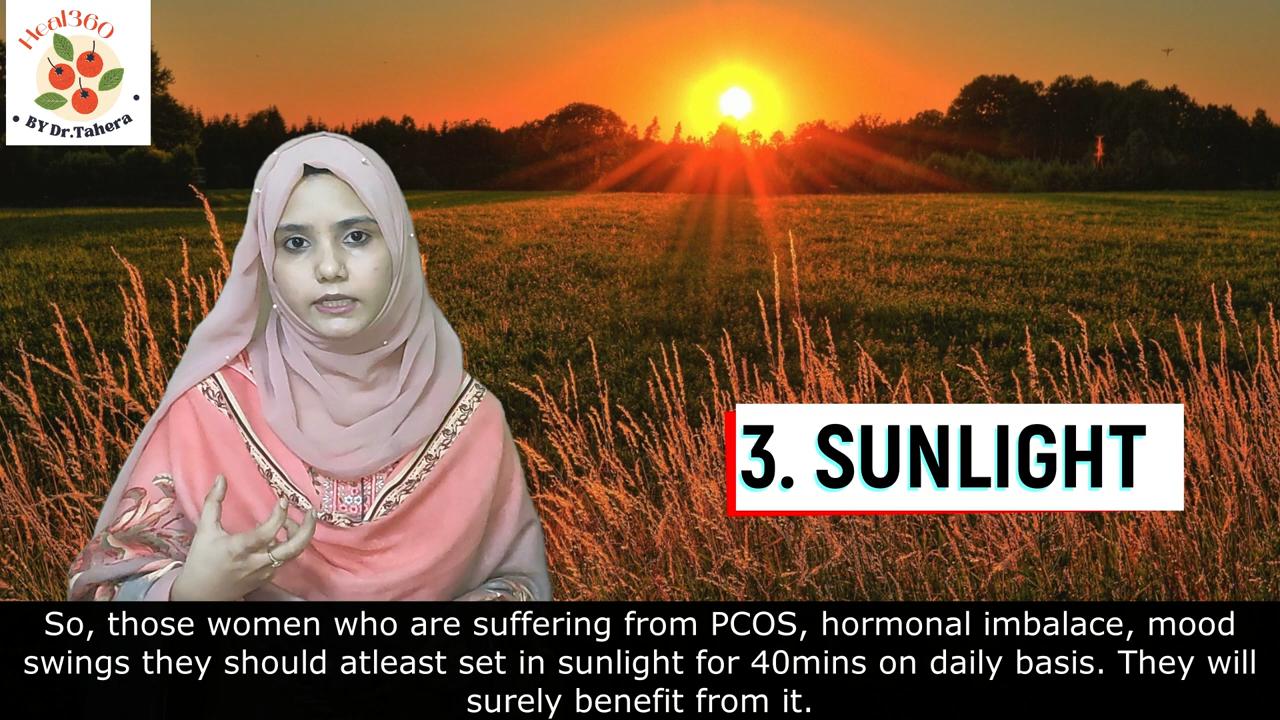 Heal360
BY Dr.Tahera
3. SUNLIGHT
So, those women who are suffering from PCOS, hormonal imbalace, mood
swings they should atleast set in sunlight for 40mins on daily basis. They will
surely benefit from it.